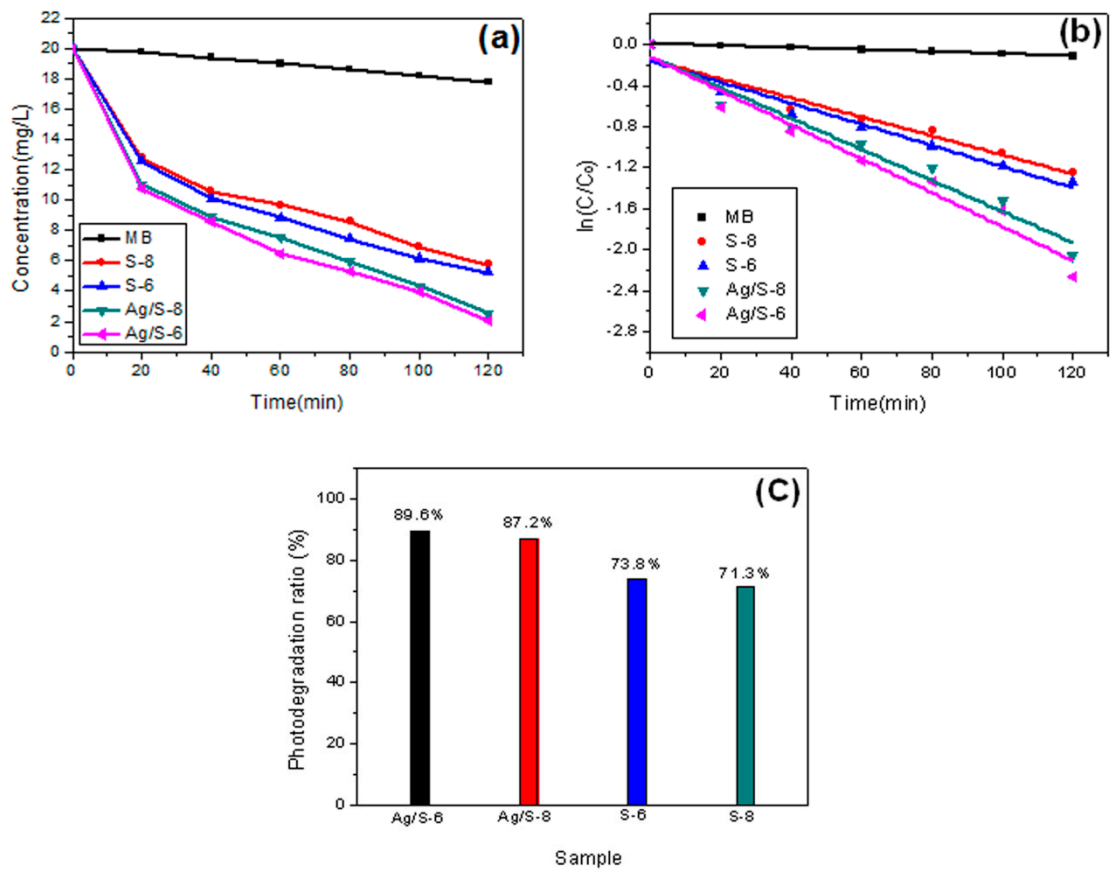 (a)
Concentration(mg/L)
22
20
18
16
14
12
10
8
6
4
2
0
MB
S-8
S-6
Ag/S-8
Ag/S-6
0 20 40 60 80 100 120
Time(min)
(b)
ln(C/C₀)
0.0
-0.4
-0.8
-1.2
-1.6
-2.0
-2.4
-2.8
MB
S-8
S-6
Ag/S-8
Ag/S-6
0 20 40 60 80 100 120
Time(min)
(C)
Photodegradation ratio (%)
100
80
60
40
20
0
89.6%
87.2%
73.8%
71.3%
Ag/S-6 Ag/S-8 S-6 S-8
Sample